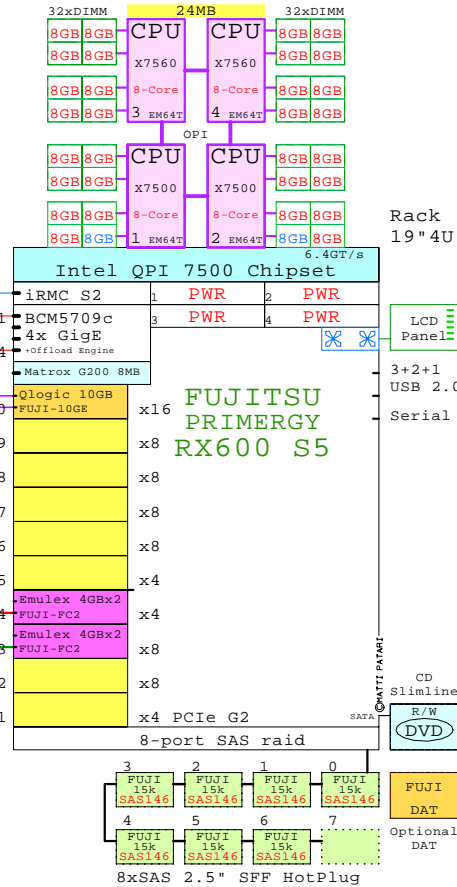 32xDIMM 24MB 32xDIMM
8GB 8GB CPU CPU 8GB 8GB
8GB 8GB X7560 X7560 8GB 8GB
8GB 8GB 8-Core 8-Core 8GB 8GB
8GB 8GB 3 EM64T 4 EM64T 8GB 8GB
QPI
8GB 8GB CPU CPU 8GB 8GB
8GB 8GB X7500 X7500 8GB 8GB
8GB 8GB 8-Core 8-Core 8GB 8GB
8GB 8GB 1 EM64T 2 EM64T 8GB 8GB
Rack
19"4U
6.4GT/s
Intel QPI 7500 Chipset
iRMC S2 1 PWR 2 PWR
BCM5709c 3 PWR 4 PWR
4x GigE
+Offload Engine
LCD
Panel
Matrox G200 8MB
3+2+1
USB 2.0
Serial
Qlogic 10GB
FUJI-10GE x16
FUJITSU
PRIMERGY
RX600 S5
9 x8
8 x8
7 x8
6 x8
5 x4
Emulex 4GBx2
FUJI-FC2 x4
Emulex 4GBx2
FUJI-FC2 x8
2 x8
1 x4 PCIe G2
SATA
©MATTI PATARI
CD
Slimline
R/W
DVD
8-port SAS raid
3 2 1 0
FUJI FUJI FUJI FUJI
15k 15k 15k 15k
SAS146 SAS146 SAS146 SAS146
4 5 6 7
FUJI FUJI FUJI
15k 15k 15k
SAS146 SAS146 SAS146
FUJI
DAT
Optional
DAT
8xSAS 2.5" SFF HotPlug